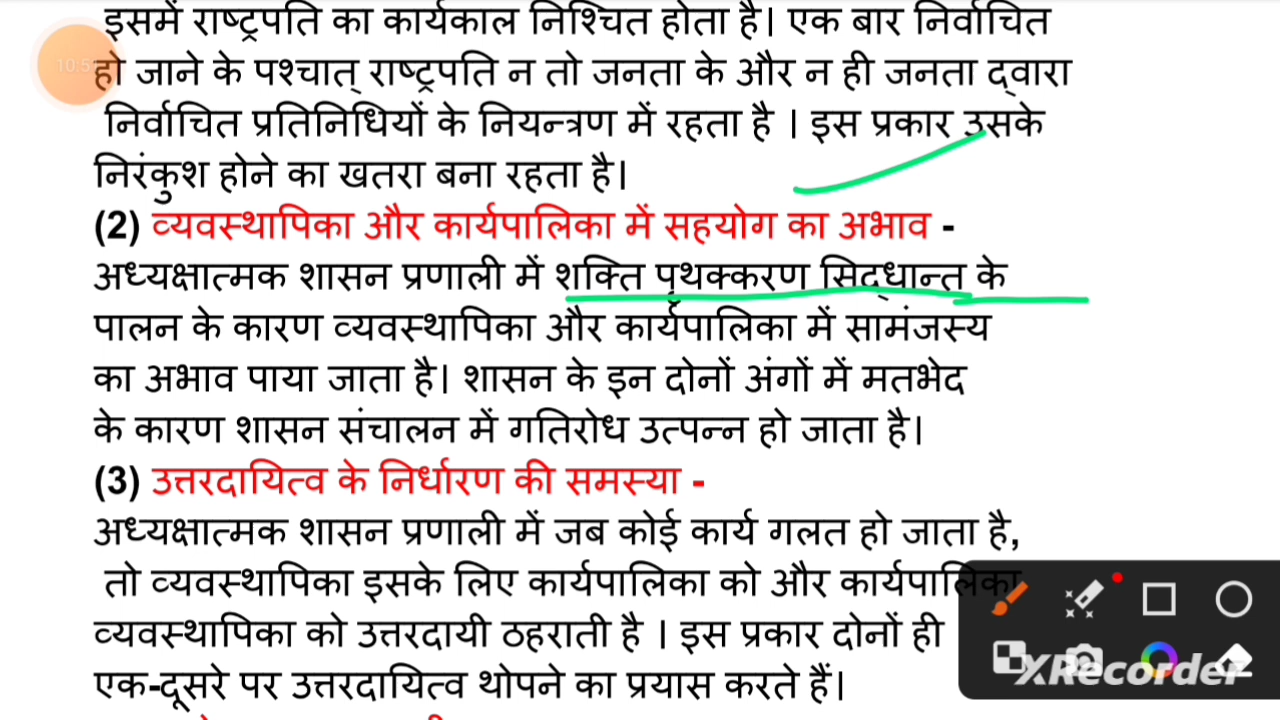 इसमें राष्ट्रपति का कार्यकाल निश्चित होता है। एक बार निर्वाचित
हो जाने के पश्चात् राष्ट्रपति न तो जनता के और न ही जनता द्वारा
निर्वाचित प्रतिनिधियों के नियन्त्रण में रहता है । इस प्रकार उसके
निरंकुश होने का खतरा बना रहता है।
(2) व्यवस्थापिका और कार्यपालिका में सहयोग का अभाव -
अध्यक्षात्मक शासन प्रणाली में शक्ति पृथक्करण सिद्धान्त के
पालन के कारण व्यवस्थापिका और कार्यपालिका में सामंजस्य
का अभाव पाया जाता है। शासन के इन दोनों अंगों में मतभेद
के कारण शासन संचालन में गतिरोध उत्पन्न हो जाता है।
(3) उत्तरदायित्व के निर्धारण की समस्या -
अध्यक्षात्मक शासन प्रणाली में जब कोई कार्य गलत हो जाता है,
तो व्यवस्थापिका इसके लिए कार्यपालिका को और कार्यपालिका
व्यवस्थापिका को उत्तरदायी ठहराती है । इस प्रकार दोनों ही
एक-दूसरे पर उत्तरदायित्व थोपने का प्रयास करते हैं।
XRecorder